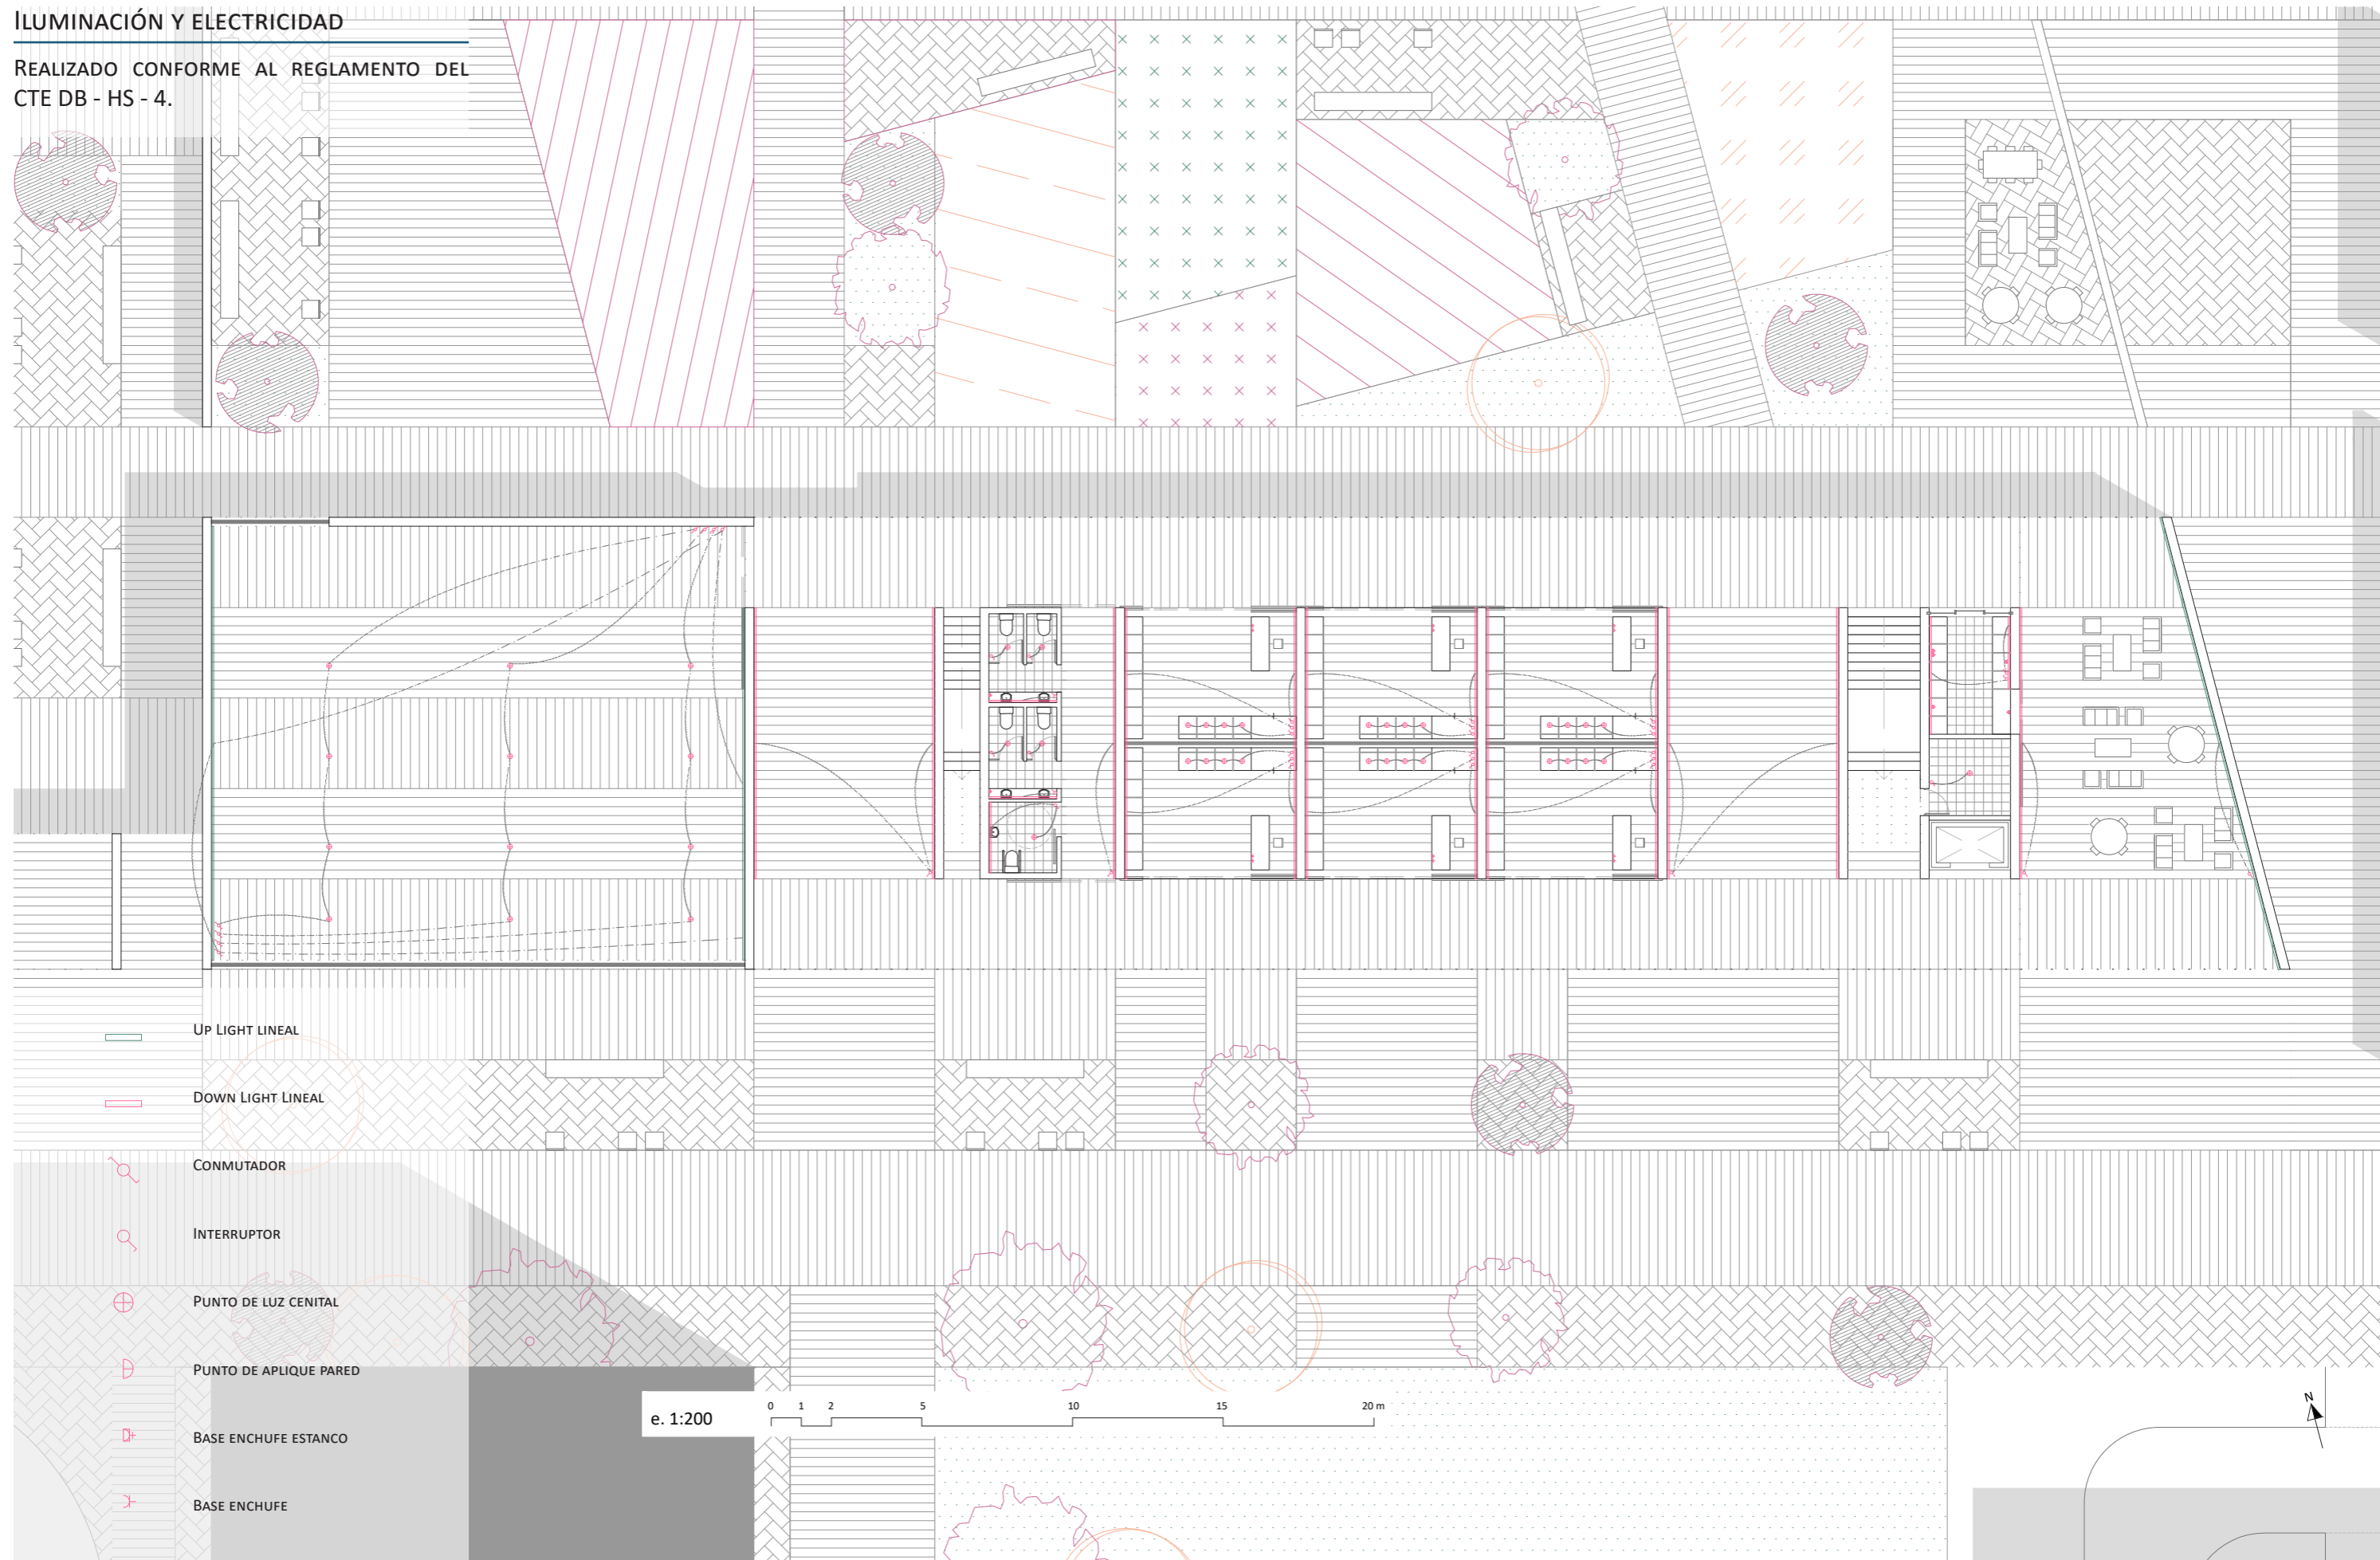 Iluminación y electricidad
Realizado conforme al reglamento del
CTE DB - HS - 4.
Up Light lineal
Down Light Lineal
Conmutador
Interruptor
Punto de luz cenital
Punto de aplique pared
Base enchufe estanco
Base enchufe
e. 1:200
0 1 2 5 10 15 20 m
N